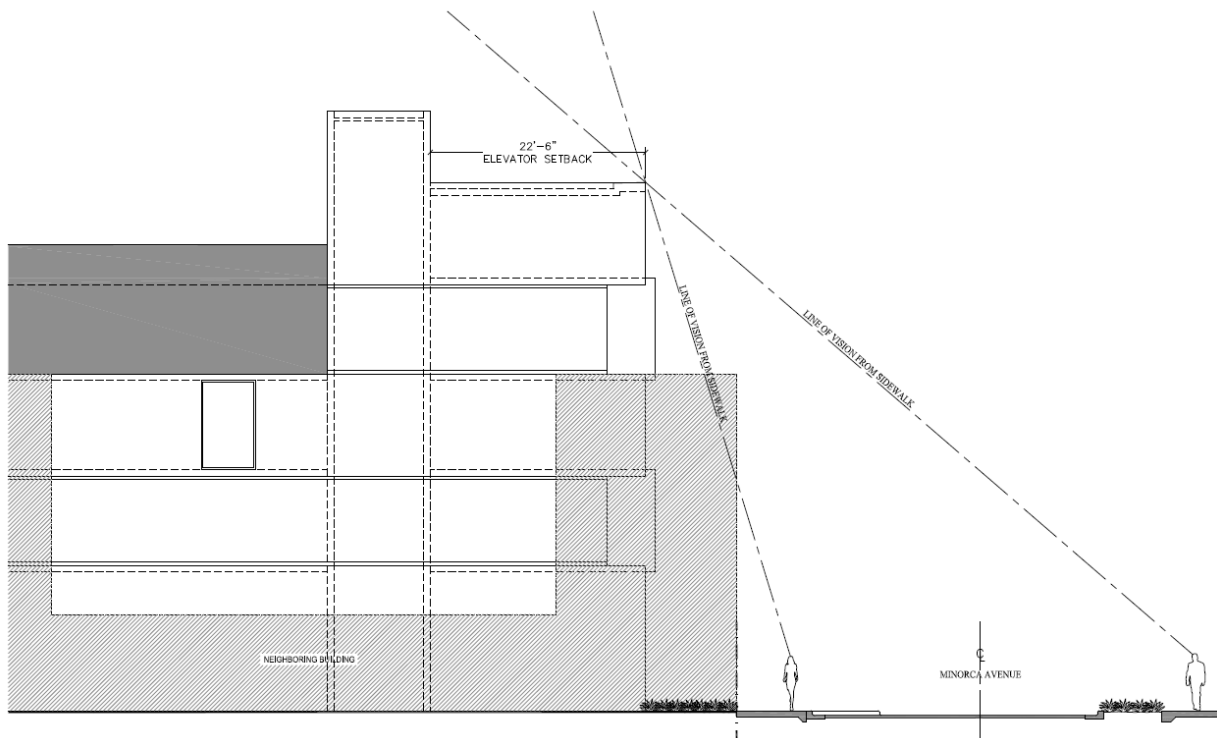 22'-6"
ELEVATOR SETBACK
LINE OF VISION FROM SIDEWALK
LINE OF VISION FROM SIDEWALK
NEIGHBORING BUILDING
℄
MINORCA AVENUE